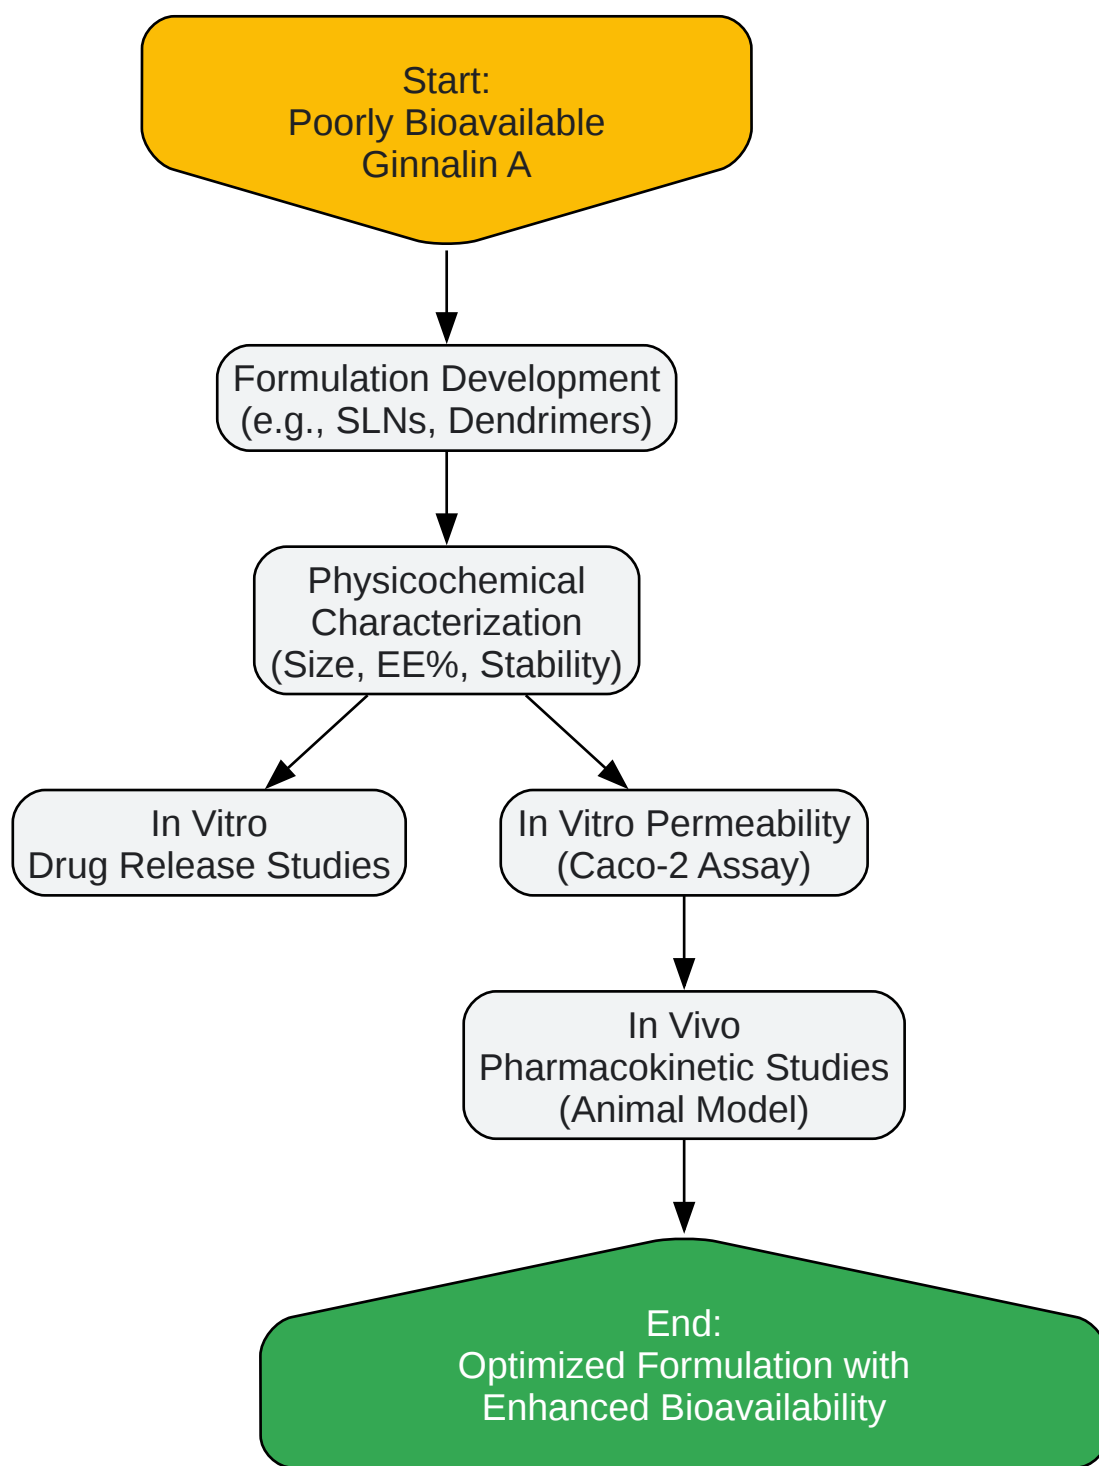 Start:
Poorly Bioavailable
Ginnalin A
Formulation Development
(e.g., SLNs, Dendrimers)
Physicochemical
Characterization
(Size, EE%, Stability)
In Vitro
Drug Release Studies
In Vitro Permeability
(Caco-2 Assay)
In Vivo
Pharmacokinetic Studies
(Animal Model)
End:
Optimized Formulation with
Enhanced Bioavailability